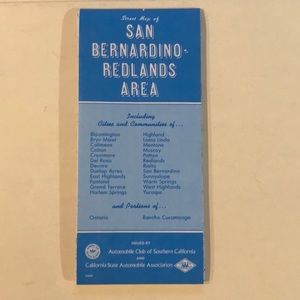 Street Map of
SAN
BERNARDINO-
REDLANDS
AREA
Including
Cities and Communities of...
Bloomington
Bryn Mawr
Calimesa
Colton
Crestmore
Del Rosa
Devore
Dunlap Acres
East Highlands
Fontana
Grand Terrace
Harlem Springs
Highland
Loma Linda
Mentone
Muscoy
Patton
Redlands
Rialto
San Bernardino
Sunnyslope
Warm Springs
West Highlands
Yucaipa
and Portions of...
Ontario
Rancho Cucamonga
ISSUED BY
Automobile Club of Southern California
AND
California State Automobile Association